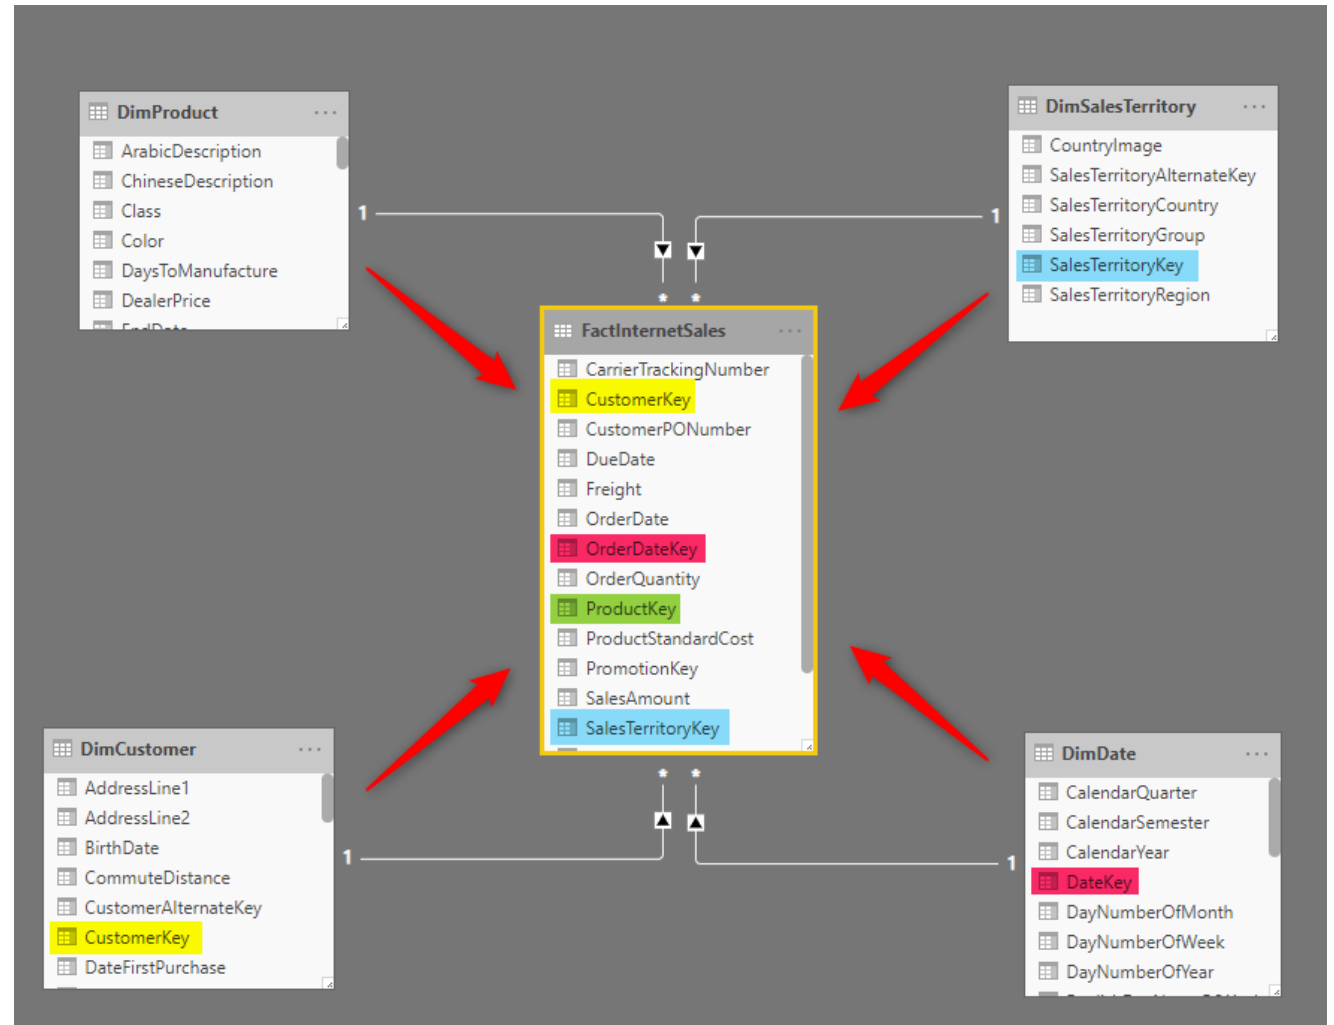 DimProduct
ArabicDescription
ChineseDescription
Class
Color
DaysToManufacture
DealerPrice
EndDate
1
DimSalesTerritory
CountryImage
SalesTerritoryAlternateKey
SalesTerritoryCountry
SalesTerritoryGroup
SalesTerritoryKey
SalesTerritoryRegion
1
* *
FactInternetSales
CarrierTrackingNumber
CustomerKey
CustomerPONumber
DueDate
Freight
OrderDate
OrderDateKey
OrderQuantity
ProductKey
ProductStandardCost
PromotionKey
SalesAmount
SalesTerritoryKey
* *
DimCustomer
AddressLine1
AddressLine2
BirthDate
CommuteDistance
CustomerAlternateKey
CustomerKey
DateFirstPurchase
1
DimDate
CalendarQuarter
CalendarSemester
CalendarYear
DateKey
DayNumberOfMonth
DayNumberOfWeek
DayNumberOfYear
1